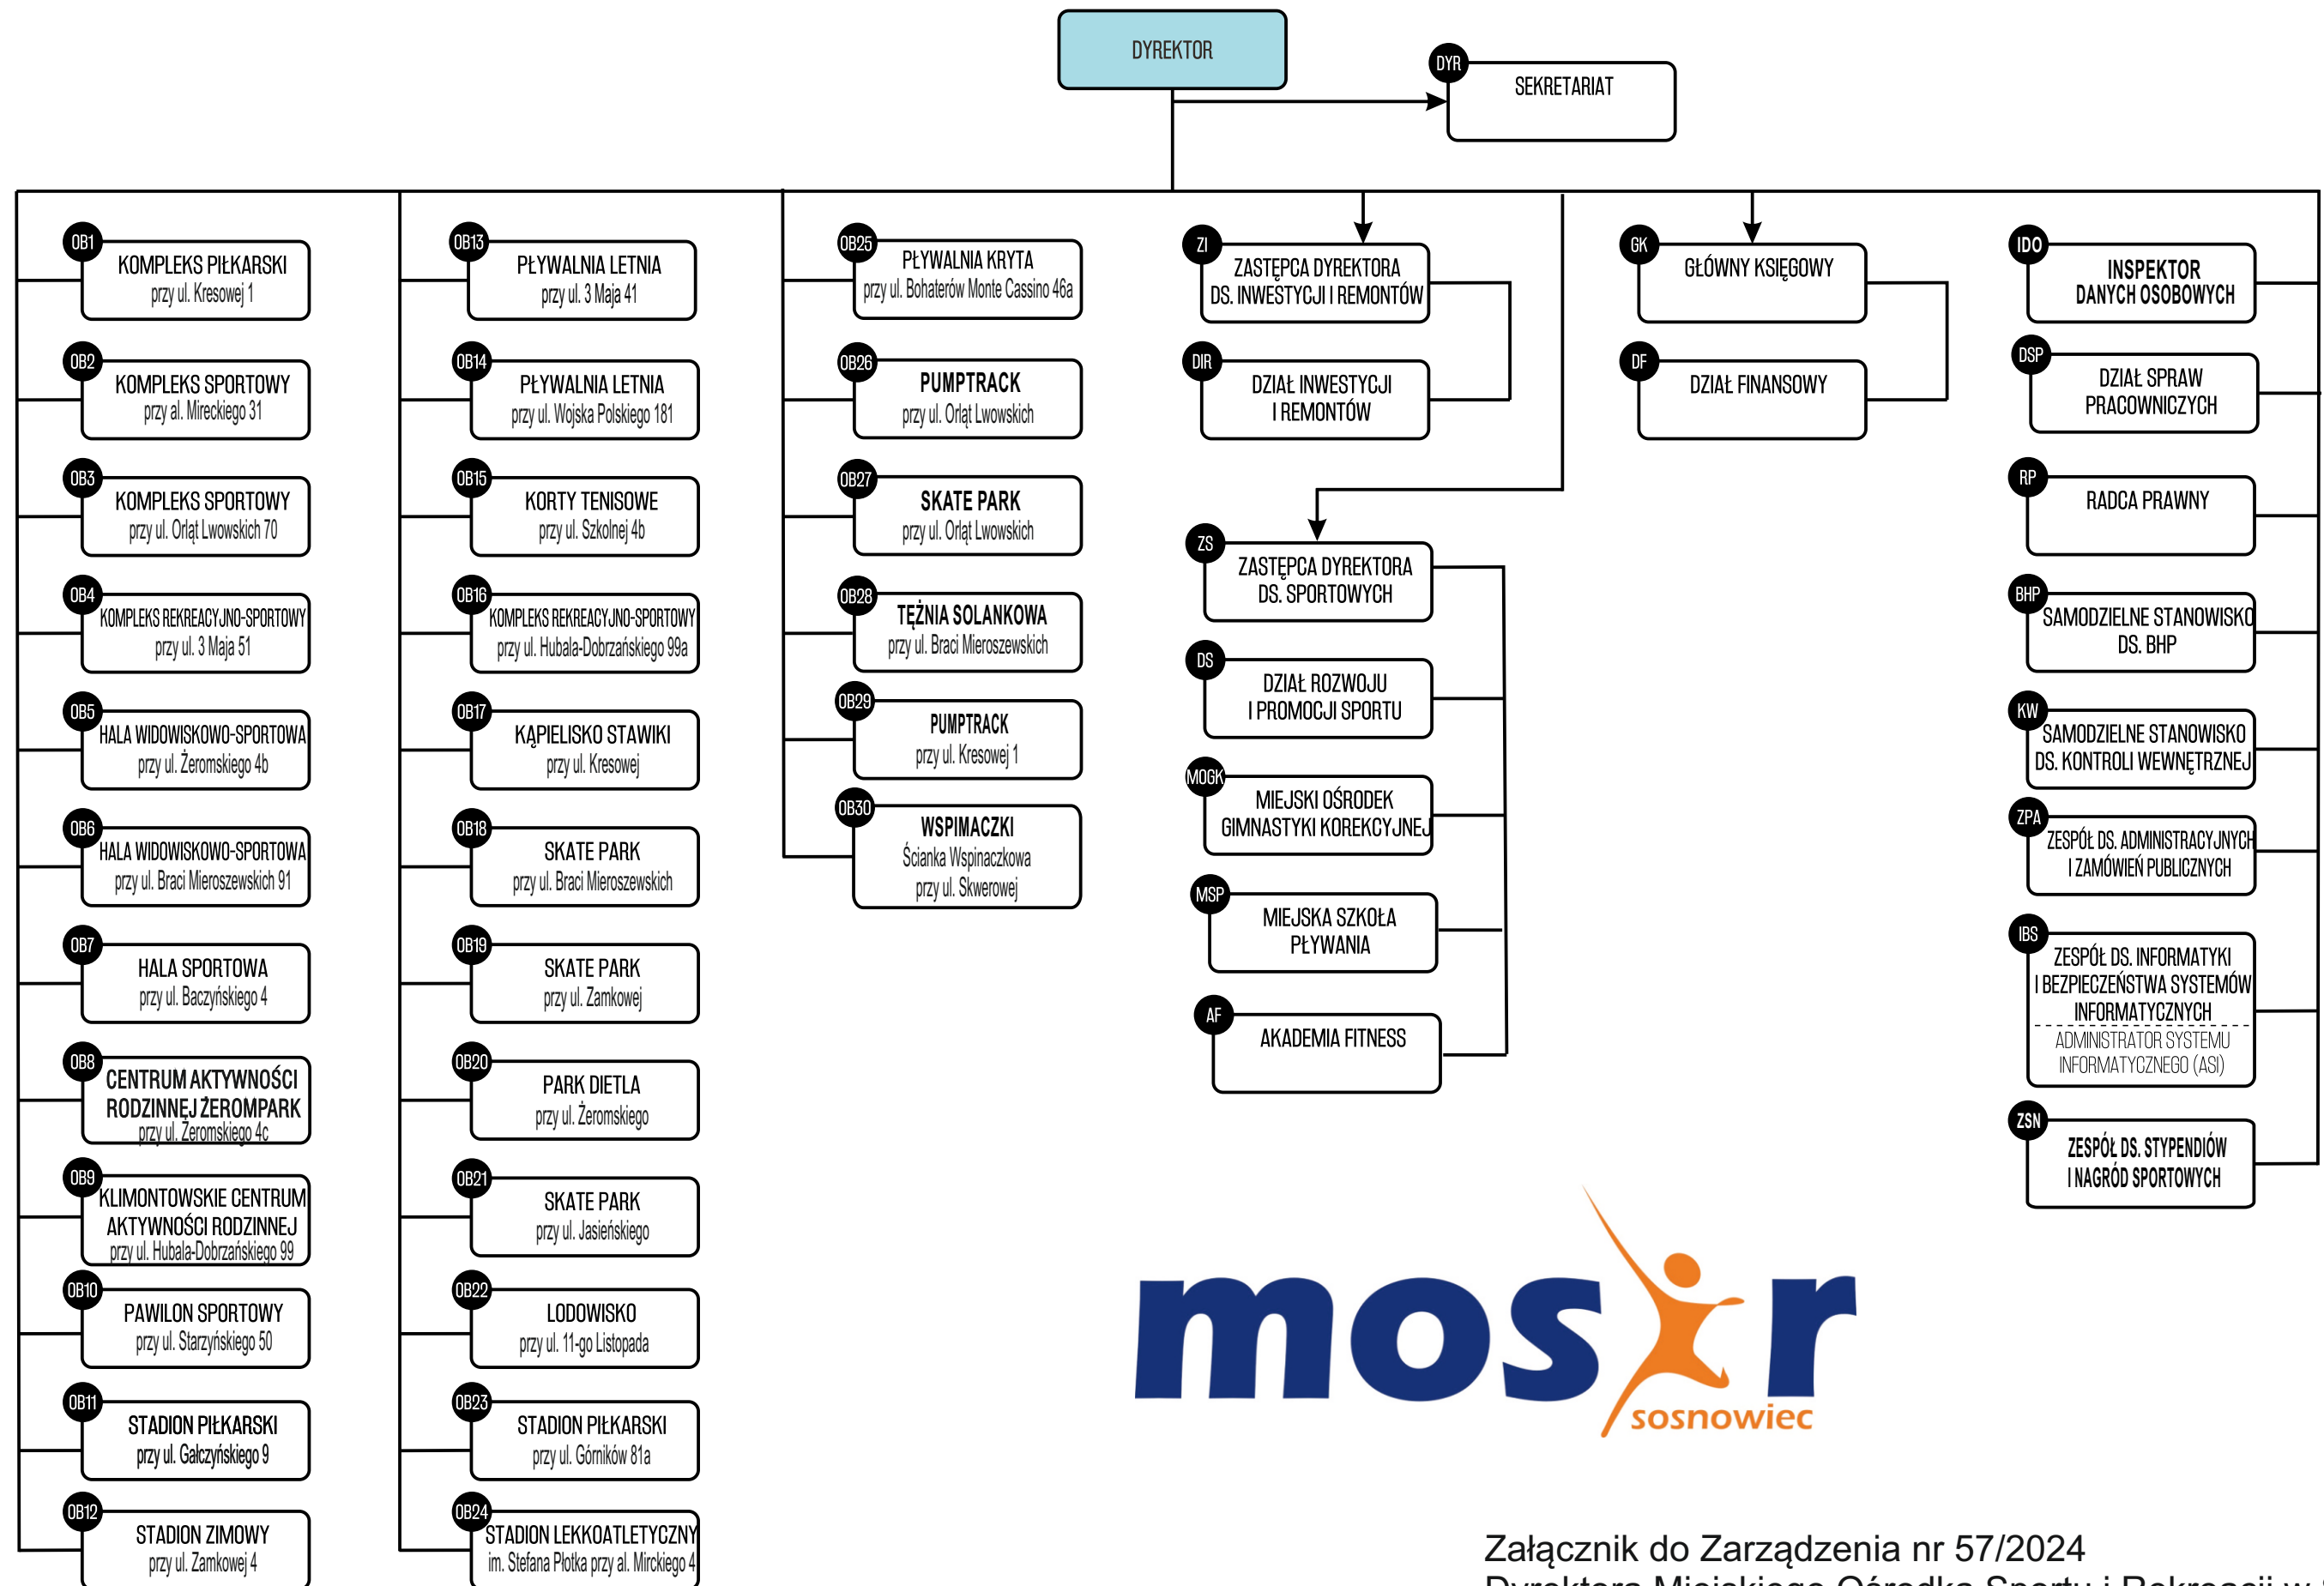 DYREKTOR
DYR
SEKRETARIAT
OB1
KOMPLEKS PIŁKARSKI
przy ul. Kresowej 1
OB2
KOMPLEKS SPORTOWY
przy al. Mireckiego 31
OB3
KOMPLEKS SPORTOWY
przy ul. Orląt Lwowskich 70
OB4
KOMPLEKS REKREACYJNO-SPORTOWY
przy ul. 3 Maja 51
OB5
HALA WIDOWISKOWO-SPORTOWA
przy ul. Żeromskiego 4b
OB6
HALA WIDOWISKOWO-SPORTOWA
przy ul. Braci Mieroszewskich 91
OB7
HALA SPORTOWA
przy ul. Baczyńskiego 4
OB8
CENTRUM AKTYWNOŚCI
RODZINNEJ ŻEROMPARK
przy ul. Żeromskiego 4c
OB9
KLIMONTOWSKIE CENTRUM
AKTYWNOŚCI RODZINNEJ
przy ul. Hubala-Dobrzańskiego 99
OB10
PAWILON SPORTOWY
przy ul. Starzyńskiego 50
OB11
STADION PIŁKARSKI
przy ul. Gałczyńskiego 9
OB12
STADION ZIMOWY
przy ul. Zamkowej 4
OB13
PŁYWALNIA LETNIA
przy ul. 3 Maja 41
OB14
PŁYWALNIA LETNIA
przy ul. Wojska Polskiego 181
OB15
KORTY TENISOWE
przy ul. Szkolnej 4b
OB16
KOMPLEKS REKREACYJNO-SPORTOWY
przy ul. Hubala-Dobrzańskiego 99a
OB17
KĄPIELISKO STAWIKI
przy ul. Kresowej
OB18
SKATE PARK
przy ul. Braci Mieroszewskich
OB19
SKATE PARK
przy ul. Zamkowej
OB20
PARK DIETLA
przy ul. Żeromskiego
OB21
SKATE PARK
przy ul. Jasieńskiego
OB22
LODOWISKO
przy ul. 11-go Listopada
OB23
STADION PIŁKARSKI
przy ul. Górników 81a
OB24
STADION LEKKOATLETYCZNY
im. Stefana Płotka przy al. Mirckiego 4
OB25
PŁYWALNIA KRYTA
przy ul. Bohaterów Monte Cassino 46a
OB26
PUMPTRACK
przy ul. Orląt Lwowskich
OB27
SKATE PARK
przy ul. Orląt Lwowskich
OB28
TĘŻNIA SOLANKOWA
przy ul. Braci Mieroszewskich
OB29
PUMPTRACK
przy ul. Kresowej 1
OB30
WSPIMACZKI
Ścianka Wspinaczkowa
przy ul. Skwerowej
ZI
ZASTĘPCA DYREKTORA
DS. INWESTYCJI I REMONTÓW
DIR
DZIAŁ INWESTYCJI
I REMONTÓW
ZS
ZASTĘPCA DYREKTORA
DS. SPORTOWYCH
DS
DZIAŁ ROZWOJU
I PROMOCJI SPORTU
MOGK
MIEJSKI OŚRODEK
GIMNASTYKI KOREKCYJNEJ
MSP
MIEJSKA SZKOŁA
PŁYWANIA
AF
AKADEMIA FITNESS
GK
GŁÓWNY KSIĘGOWY
DF
DZIAŁ FINANSOWY
IDO
INSPEKTOR
DANYCH OSOBOWYCH
DSP
DZIAŁ SPRAW
PRACOWNICZYCH
RP
RADCA PRAWNY
BHP
SAMODZIELNE STANOWISKO
DS. BHP
KW
SAMODZIELNE STANOWISKO
DS. KONTROLI WEWNĘTRZNEJ
ZPA
ZESPÓŁ DS. ADMINISTRACYJNYCH
I ZAMÓWIEŃ PUBLICZNYCH
IBS
ZESPÓŁ DS. INFORMATYKI
I BEZPIECZEŃSTWA SYSTEMÓW
INFORMATYCZNYCH
ADMINISTRATOR SYSTEMU
INFORMATYCZNEGO (ASI)
ZSN
ZESPÓŁ DS. STYPENDIÓW
I NAGRÓD SPORTOWYCH
mosir
sosnowiec
Załącznik do Zarządzenia nr 57/2024
Dyrektora Miejskiego Ośrodka Sportu i Rekreacji w